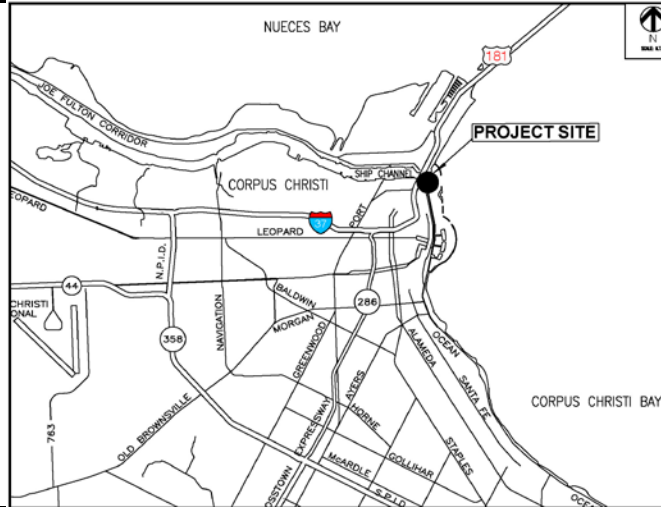 NUECES BAY
N
181
JOE FULTON CORRIDOR
PROJECT SITE
SHIP CHANNEL
CORPUS CHRISTI
PORT
37
LEOPARD
EOPARD
N.P.I.D.
44
CHRISTI
ONAL
BALDWIN
286
MORGAN
NAVIGATION
358
GREENWOOD
ALAMEDA
OCEAN
AYERS
SANTA FE
CORPUS CHRISTI BAY
OLD BROWNSVILLE
763
EXPRESSWAY
HORNE
STAPLES
GOLLIHAR
McARDLE
OSSTOWN
S.P.I.D.
OCE